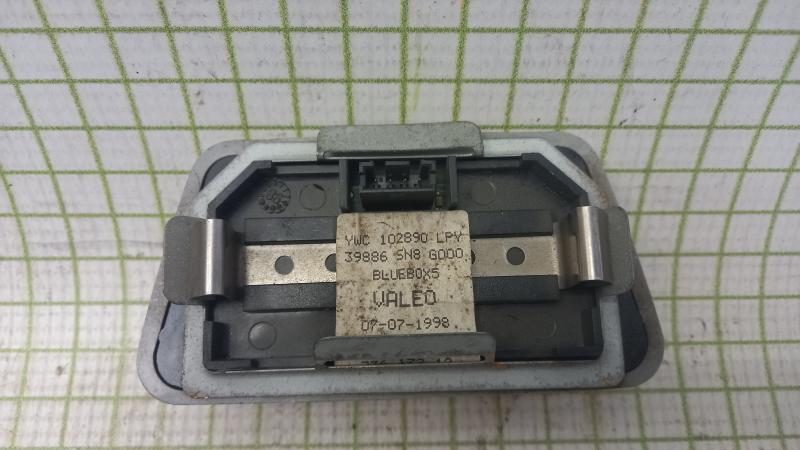 YWC 102890 LPY
39886 SN8 G000
BLUEBOX5
VALEO
07-07-1998